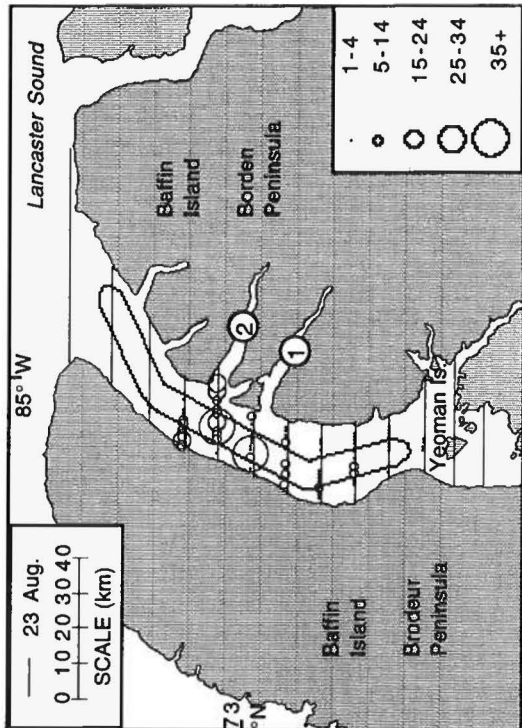 23 Aug.
0 10 20 30 40
SCALE (km)
85° W
Lancaster Sound
Baffin
Island
Borden
Peninsula
2
1
73
°N
Baffin
Island
Brodeur
Peninsula
Yeoman Is.
1-4
5-14
15-24
25-34
35+